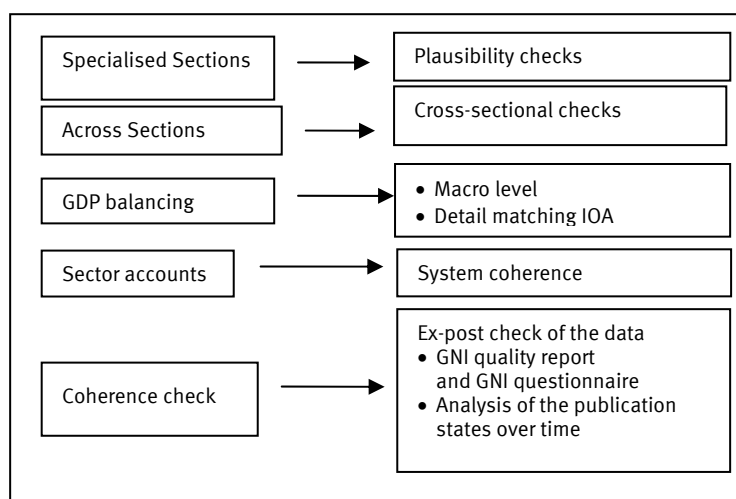 Specialised Sections
Plausibility checks
Across Sections
Cross-sectional checks
GDP balancing
• Macro level
• Detail matching IOA
Sector accounts
System coherence
Coherence check
Ex-post check of the data
• GNI quality report
and GNI questionnaire
• Analysis of the publication
states over time